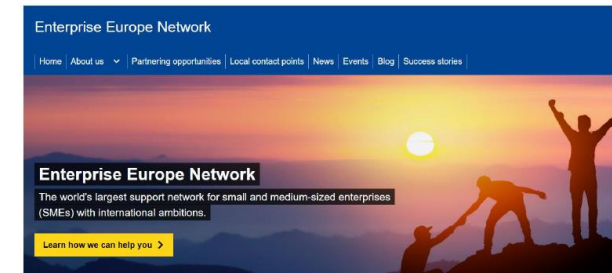 Enterprise Europe Network
Home About us Partnering opportunities Local contact points News Events Blog Success stories
Enterprise Europe Network
The world's largest support network for small and medium-sized enterprises
(SMEs) with international ambitions.
Learn how we can help you